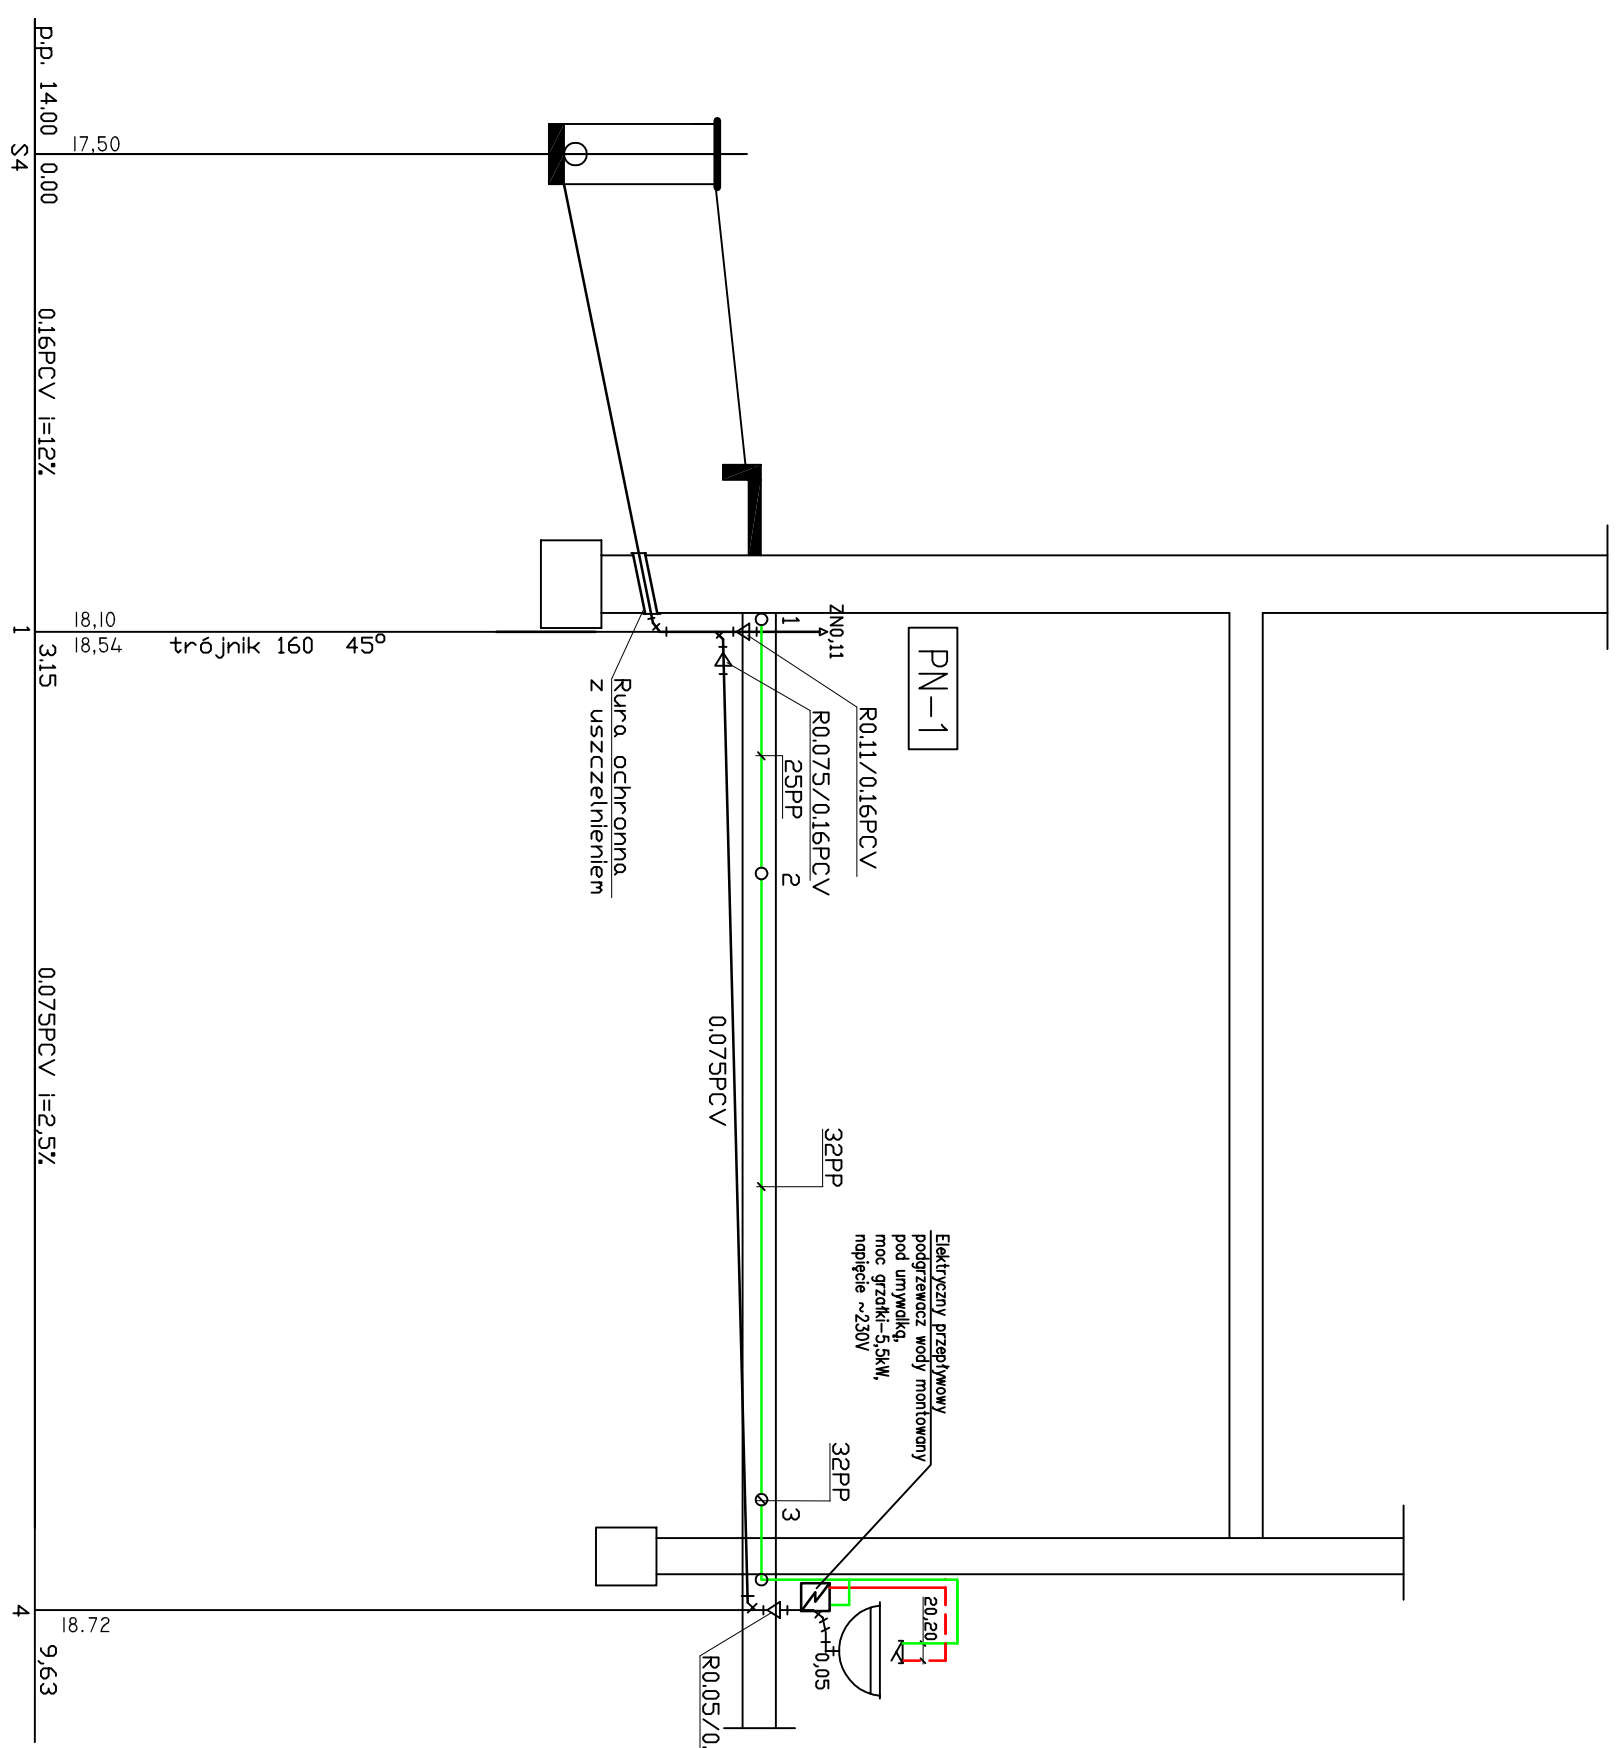 p.p. 14.00
0.00
S4
17,50
0.16PCV i=12%
1
18,10
18,54
3.15
trójnik 160 45°
Rura ochronna
z uszczelnieniem
ZN0,11
1
PN-1
R0.11/0.16PCV
R0.075/0.16PCV
25PP
2
0.075PCV
0.075PCV i=2,5%
32PP
Elektryczny przepływowy
podgrzewacz wody montowany
pod umywalką,
moc grzałki-5,5kW,
napięcie ~230V
32PP
3
20,20
0,05
R0.05/0.
4
18.72
9,63